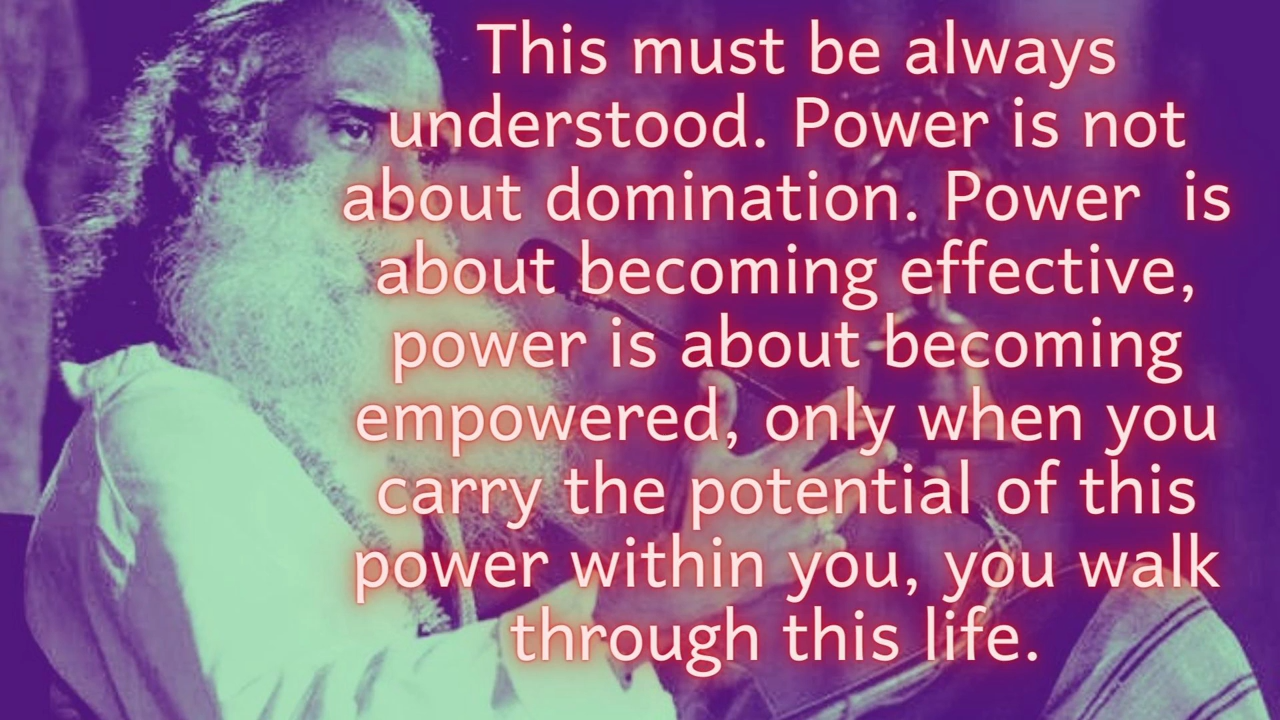 This must be always
understood. Power is not
about domination. Power  is
about becoming effective,
power is about becoming
empowered, only when you
carry the potential of this
power within you, you walk
through this life.